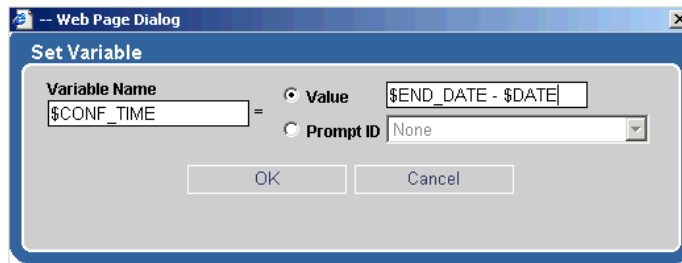 -- Web Page Dialog
Set Variable
Variable Name
$CONF_TIME
=
Value
$END_DATE - $DATE
Prompt ID
None
OK
Cancel